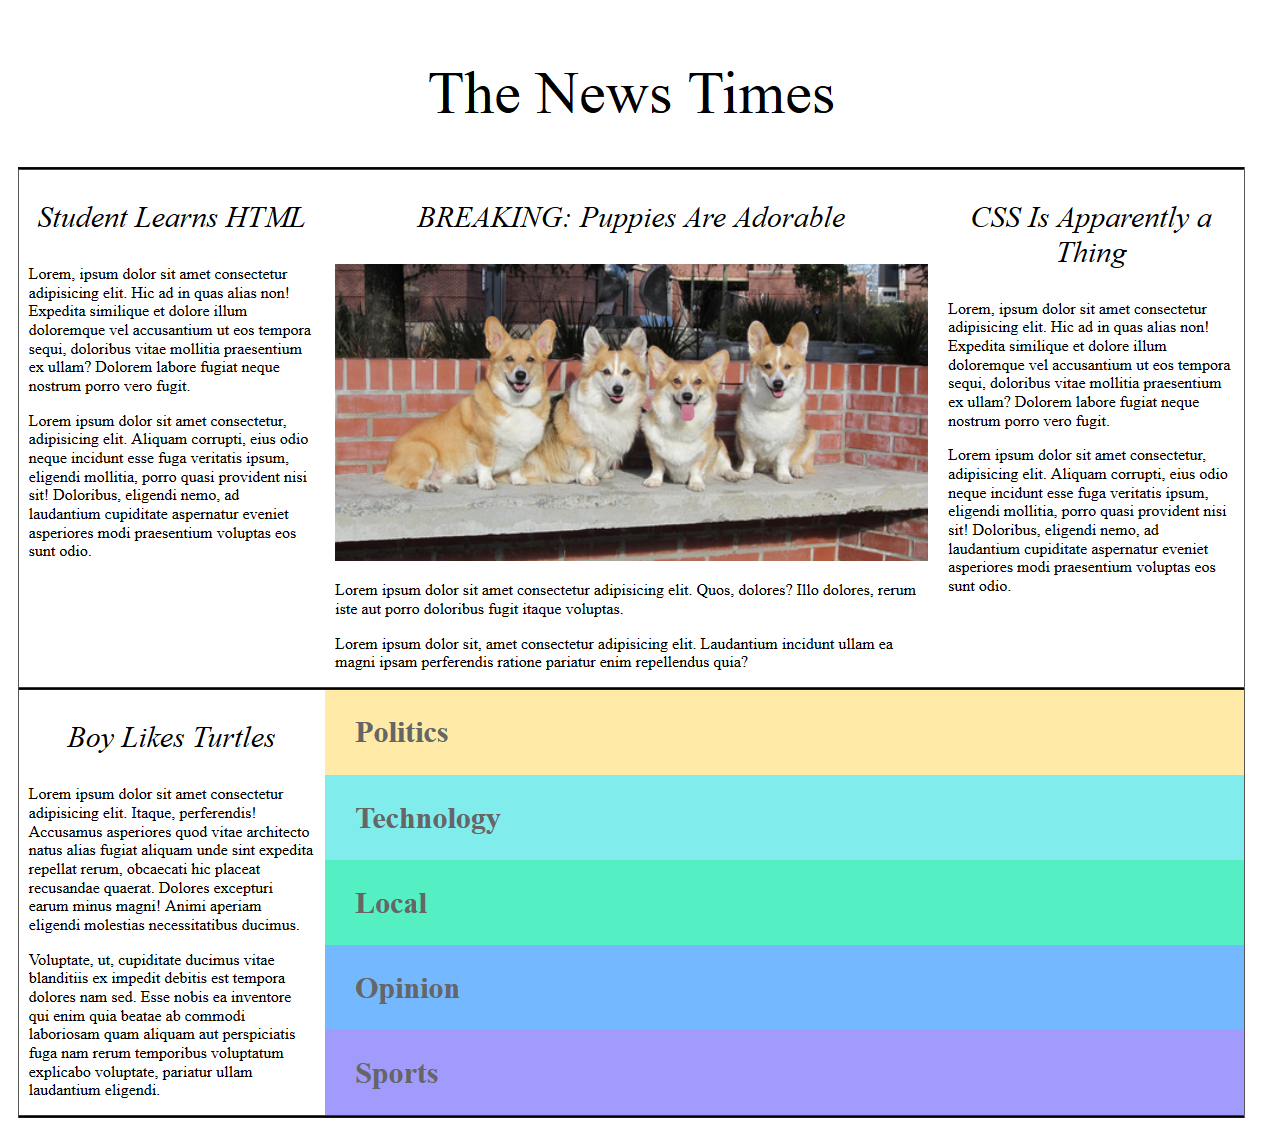 The News Times
Student Learns HTML
Lorem, ipsum dolor sit amet consectetur
adipisicing elit. Hic ad in quas alias non!
Expedita similique et dolore illum
doloremque vel accusantium ut eos tempora
sequi, doloribus vitae mollitia praesentium
ex ullam? Dolorem labore fugiat neque
nostrum porro vero fugit.
Lorem ipsum dolor sit amet consectetur,
adipisicing elit. Aliquam corrupti, eius odio
neque incidunt esse fuga veritatis ipsum,
eligendi mollitia, porro quasi provident nisi
sit! Doloribus, eligendi nemo, ad
laudantium cupiditate aspernatur eveniet
asperiores modi praesentium voluptas eos
sunt odio.
BREAKING: Puppies Are Adorable
Lorem ipsum dolor sit amet consectetur adipisicing elit. Quos, dolores? Illo dolores, rerum
iste aut porro doloribus fugit itaque voluptas.
Lorem ipsum dolor sit, amet consectetur adipisicing elit. Laudantium incidunt ullam ea
magni ipsam perferendis ratione pariatur enim repellendus quia?
CSS Is Apparently a
Thing
Lorem, ipsum dolor sit amet consectetur
adipisicing elit. Hic ad in quas alias non!
Expedita similique et dolore illum
doloremque vel accusantium ut eos tempora
sequi, doloribus vitae mollitia praesentium
ex ullam? Dolorem labore fugiat neque
nostrum porro vero fugit.
Lorem ipsum dolor sit amet consectetur,
adipisicing elit. Aliquam corrupti, eius odio
neque incidunt esse fuga veritatis ipsum,
eligendi mollitia, porro quasi provident nisi
sit! Doloribus, eligendi nemo, ad
laudantium cupiditate aspernatur eveniet
asperiores modi praesentium voluptas eos
sunt odio.
Boy Likes Turtles
Lorem ipsum dolor sit amet consectetur
adipisicing elit. Itaque, perferendis!
Accusamus asperiores quod vitae architecto
natus alias fugiat aliquam unde sint expedita
repellat rerum, obcaecati hic placeat
recusandae quaerat. Dolores excepturi
earum minus magni! Animi aperiam
eligendi molestias necessitatibus ducimus.
Voluptate, ut, cupiditate ducimus vitae
blanditiis ex impedit debitis est tempora
dolores nam sed. Esse nobis ea inventore
qui enim quia beatae ab commodi
laboriosam quam aliquam aut perspiciatis
fuga nam rerum temporibus voluptatum
explicabo voluptate, pariatur ullam
laudantium eligendi.
Politics
Technology
Local
Opinion
Sports